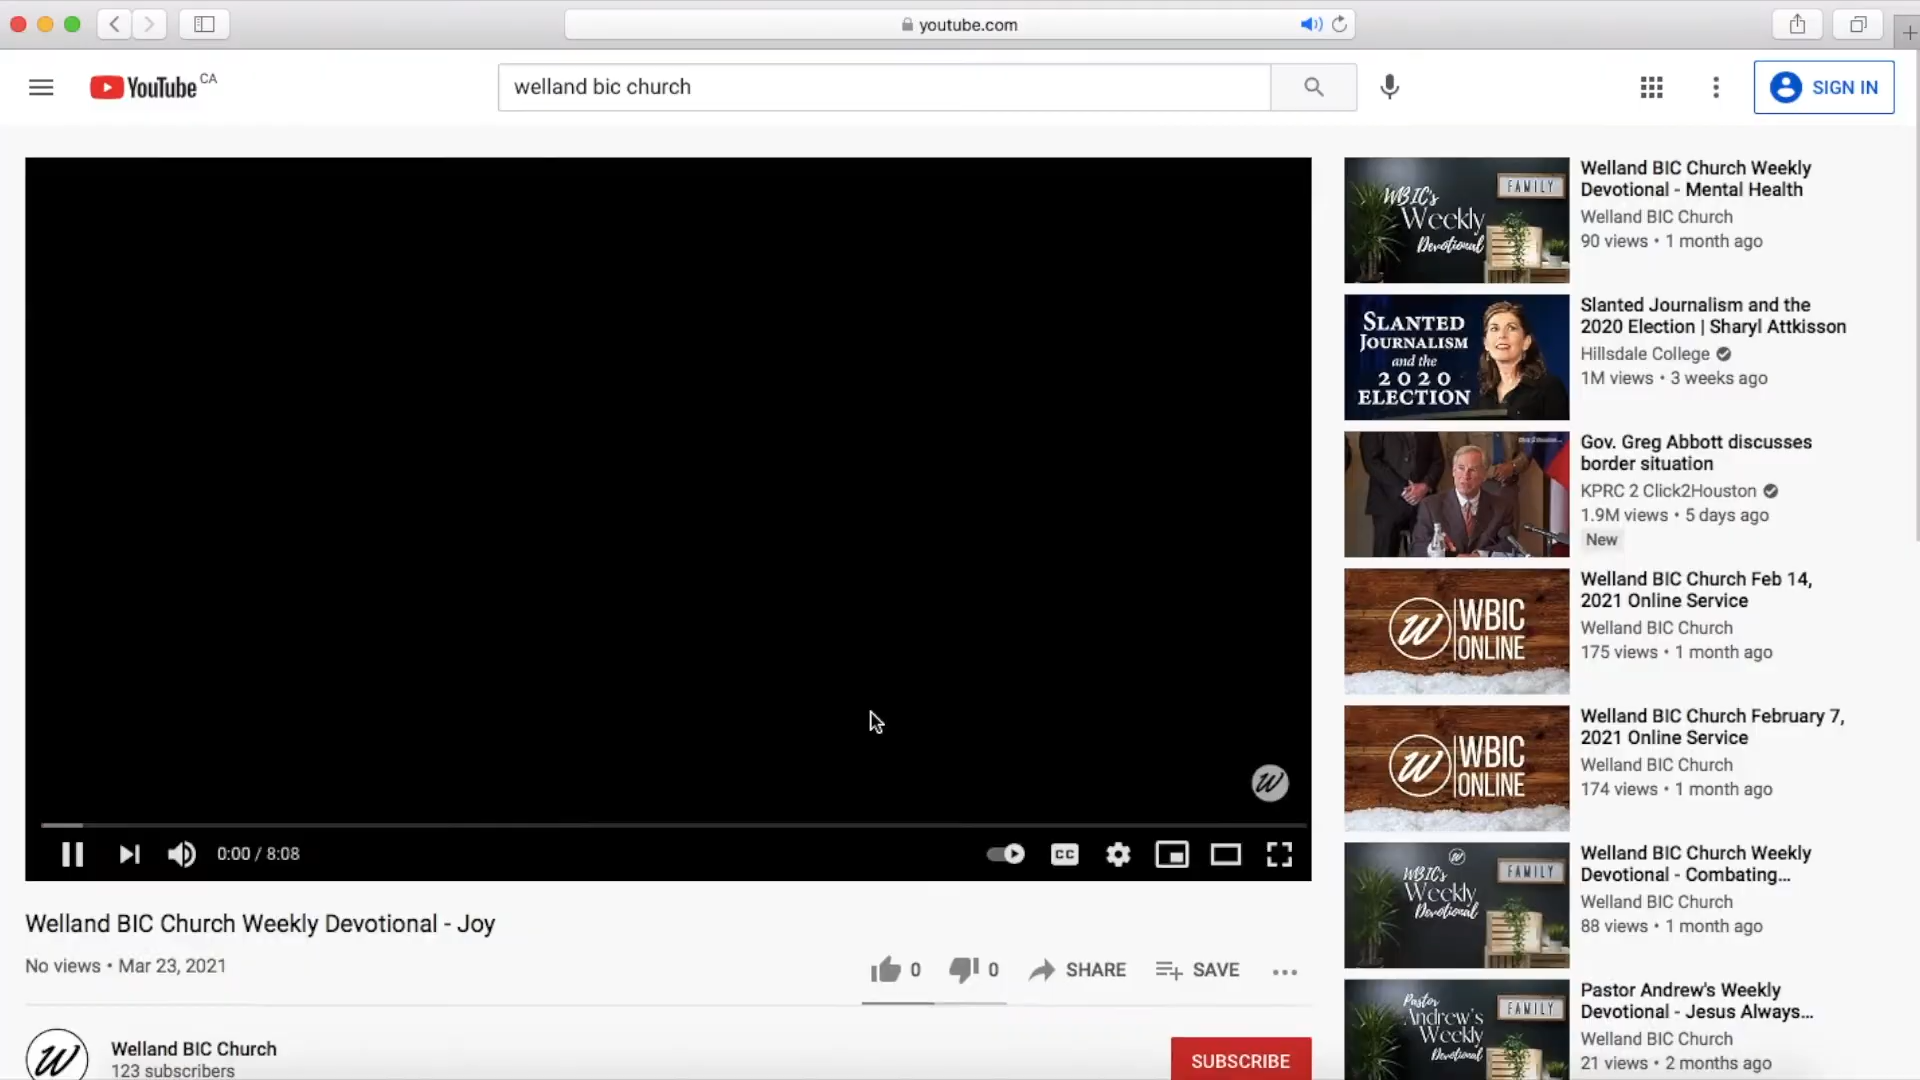 youtube.com
YouTube CA
welland bic church
SIGN IN
0:00 / 8:08
CC
Welland BIC Church Weekly Devotional - Joy
No views • Mar 23, 2021
0
0
SHARE
SAVE
Welland BIC Church
123 subscribers
SUBSCRIBE
WBIC's
Weekly
Devotional
FAMILY
Welland BIC Church Weekly
Devotional - Mental Health
Welland BIC Church
90 views • 1 month ago
SLANTED
JOURNALISM
and the
2020
ELECTION
Slanted Journalism and the
2020 Election | Sharyl Attkisson
Hillsdale College
1M views • 3 weeks ago
Gov. Greg Abbott discusses
border situation
KPRC 2 Click2Houston
1.9M views • 5 days ago
New
W WBIC
ONLINE
Welland BIC Church Feb 14,
2021 Online Service
Welland BIC Church
175 views • 1 month ago
W WBIC
ONLINE
Welland BIC Church February 7,
2021 Online Service
Welland BIC Church
174 views • 1 month ago
WBIC's
Weekly
Devotional
FAMILY
Welland BIC Church Weekly
Devotional - Combating...
Welland BIC Church
88 views • 1 month ago
Pastor
Andrew's
Weekly
Devotional
FAMILY
Pastor Andrew's Weekly
Devotional - Jesus Always...
Welland BIC Church
21 views • 2 months ago